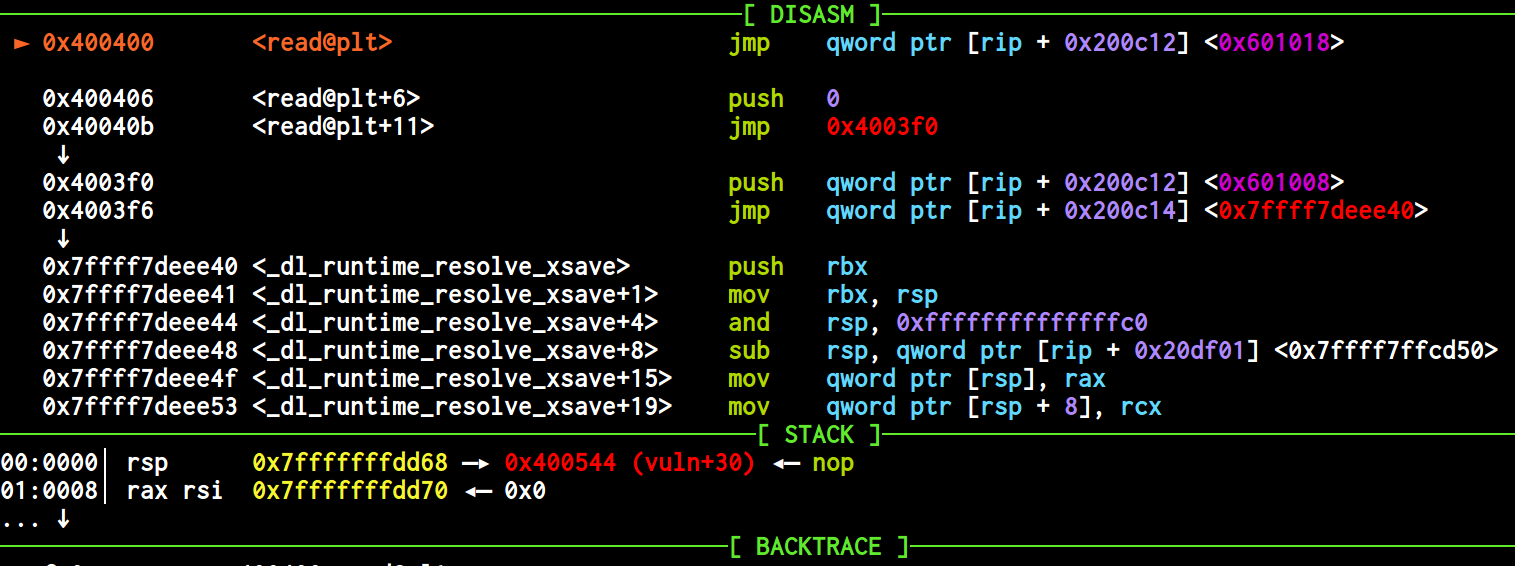 [ DISASM ]
► 0x400400 <read@plt> jmp qword ptr [rip + 0x200c12] <0x601018>
0x400406 <read@plt+6> push 0
0x40040b <read@plt+11> jmp 0x4003f0
↓
0x4003f0 push qword ptr [rip + 0x200c12] <0x601008>
0x4003f6 jmp qword ptr [rip + 0x200c14] <0x7ffff7deee40>
↓
0x7ffff7deee40 <_dl_runtime_resolve_xsave> push rbx
0x7ffff7deee41 <_dl_runtime_resolve_xsave+1> mov rbx, rsp
0x7ffff7deee44 <_dl_runtime_resolve_xsave+4> and rsp, 0xffffffffffffffc0
0x7ffff7deee48 <_dl_runtime_resolve_xsave+8> sub rsp, qword ptr [rip + 0x20df01] <0x7ffff7ffcd50>
0x7ffff7deee4f <_dl_runtime_resolve_xsave+15> mov qword ptr [rsp], rax
0x7ffff7deee53 <_dl_runtime_resolve_xsave+19> mov qword ptr [rsp + 8], rcx
[ STACK ]
00:0000│ rsp 0x7fffffffdd68 —▸ 0x400544 (vuln+30) ◂— nop
01:0008│ rax rsi 0x7fffffffdd70 ◂— 0x0
... ↓
[ BACKTRACE ]